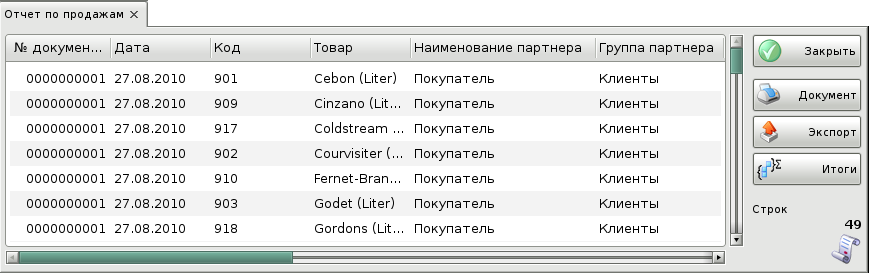 Отчет по продажам ×
№ докумен... Дата Код Товар Наименование партнера Группа партнера
0000000001 27.08.2010 901 Cebon (Liter) Покупатель Клиенты
0000000001 27.08.2010 909 Cinzano (Lit... Покупатель Клиенты
0000000001 27.08.2010 917 Coldstream ... Покупатель Клиенты
0000000001 27.08.2010 902 Courvisiter (... Покупатель Клиенты
0000000001 27.08.2010 910 Fernet-Bran... Покупатель Клиенты
0000000001 27.08.2010 903 Godet (Liter) Покупатель Клиенты
0000000001 27.08.2010 918 Gordons (Lit... Покупатель Клиенты
Закрыть
Документ
Экспорт
{}Σ Итоги
Строк
49